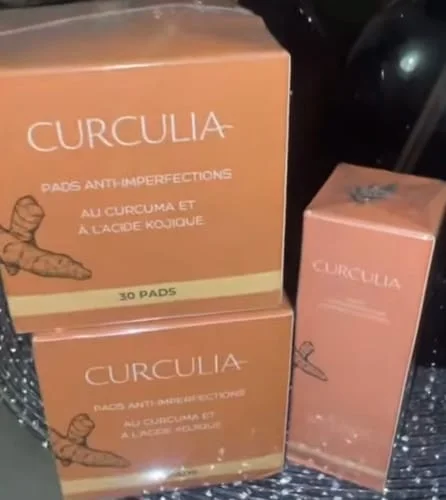 CURCULIA
PADS ANTI-IMPERFECTIONS
AU CURCUMA ET
À L'ACIDE KOJIQUE
30 PADS
CURCULIA
PADS ANTI-IMPERFECTIONS
AU CURCUMA ET
À L'ACIDE KOJIQUE
CURCULIA